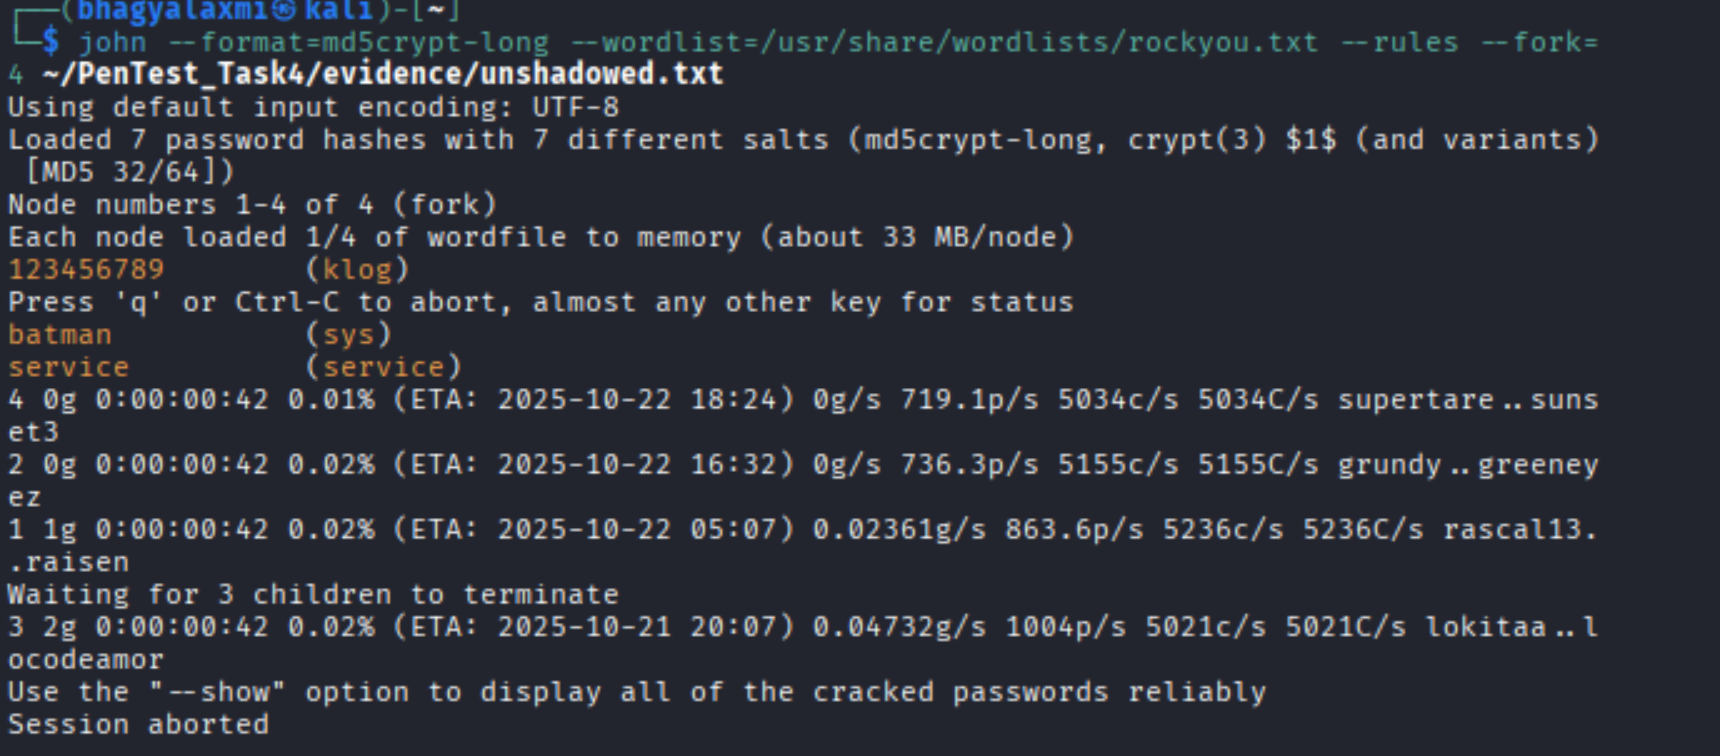 ┌──(bhagyalaxmi㉿kali)-[~]
└─$ john --format=md5crypt-long --wordlist=/usr/share/wordlists/rockyou.txt --rules --fork=
4 ~/PenTest_Task4/evidence/unshadowed.txt
Using default input encoding: UTF-8
Loaded 7 password hashes with 7 different salts (md5crypt-long, crypt(3) $1$ (and variants)
 [MD5 32/64])
Node numbers 1-4 of 4 (fork)
Each node loaded 1/4 of wordfile to memory (about 33 MB/node)
123456789        (klog)
Press 'q' or Ctrl-C to abort, almost any other key for status
batman           (sys)
service          (service)
4 0g 0:00:00:42 0.01% (ETA: 2025-10-22 18:24) 0g/s 719.1p/s 5034c/s 5034C/s supertare..suns
et3
2 0g 0:00:00:42 0.02% (ETA: 2025-10-22 16:32) 0g/s 736.3p/s 5155c/s 5155C/s grundy..greeney
ez
1 1g 0:00:00:42 0.02% (ETA: 2025-10-22 05:07) 0.02361g/s 863.6p/s 5236c/s 5236C/s rascal13.
.raisen
Waiting for 3 children to terminate
3 2g 0:00:00:42 0.02% (ETA: 2025-10-21 20:07) 0.04732g/s 1004p/s 5021c/s 5021C/s lokitaa..l
ocodeamor
Use the "--show" option to display all of the cracked passwords reliably
Session aborted